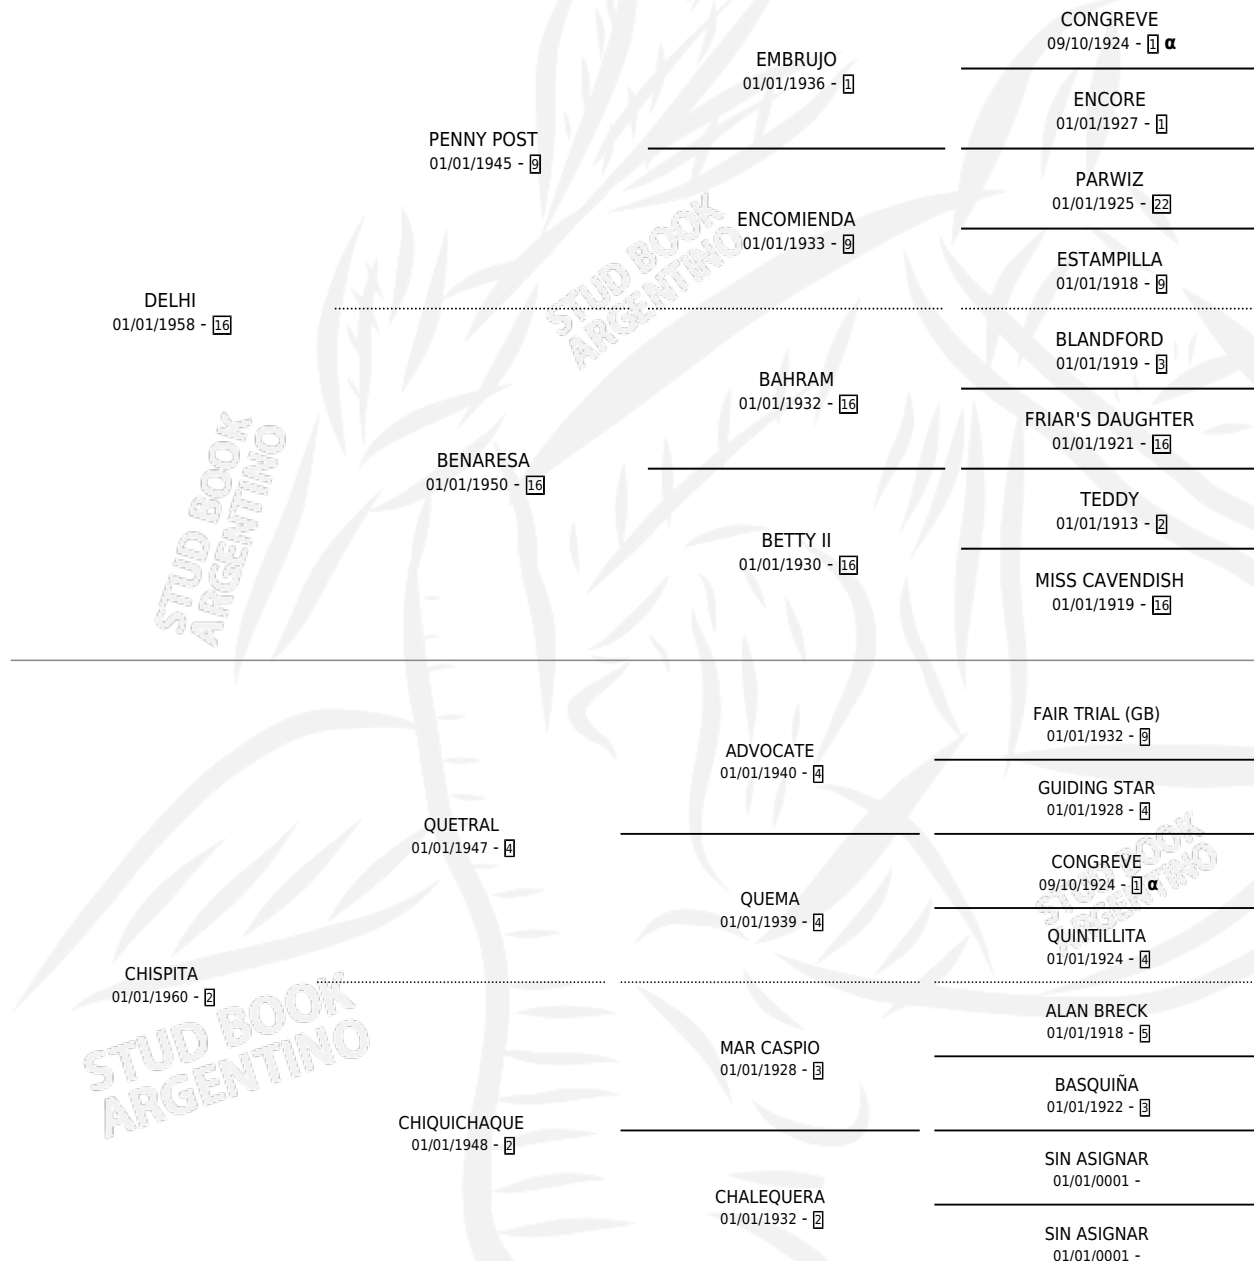 CONGREVE
09/10/1924 - 1 α
EMBRUJO
01/01/1936 - 1
ENCORE
01/01/1927 - 1
PENNY POST
01/01/1945 - 9
PARWIZ
01/01/1925 - 22
ENCOMIENDA
01/01/1933 - 9
ESTAMPILLA
01/01/1918 - 9
DELHI
01/01/1958 - 16
BLANDFORD
01/01/1919 - 3
BAHRAM
01/01/1932 - 16
FRIAR'S DAUGHTER
01/01/1921 - 16
BENARESA
01/01/1950 - 16
TEDDY
01/01/1913 - 2
BETTY II
01/01/1930 - 16
MISS CAVENDISH
01/01/1919 - 16
STUD BOOK
ARGENTINO
STUD BOOK
ARGENTINO
FAIR TRIAL (GB)
01/01/1932 - 9
ADVOCATE
01/01/1940 - 4
GUIDING STAR
01/01/1928 - 4
QUETRAL
01/01/1947 - 4
CONGREVE
09/10/1924 - 1 α
QUEMA
01/01/1939 - 4
QUINTILLITA
01/01/1924 - 4
STUD BOOK
ARGENTINO
CHISPITA
01/01/1960 - 2
ALAN BRECK
01/01/1918 - 5
MAR CASPIO
01/01/1928 - 3
BASQUIÑA
01/01/1922 - 3
CHIQUICHAQUE
01/01/1948 - 2
SIN ASIGNAR
01/01/0001 -
CHALEQUERA
01/01/1932 - 2
SIN ASIGNAR
01/01/0001 -
STUD BOOK
ARGENTINO